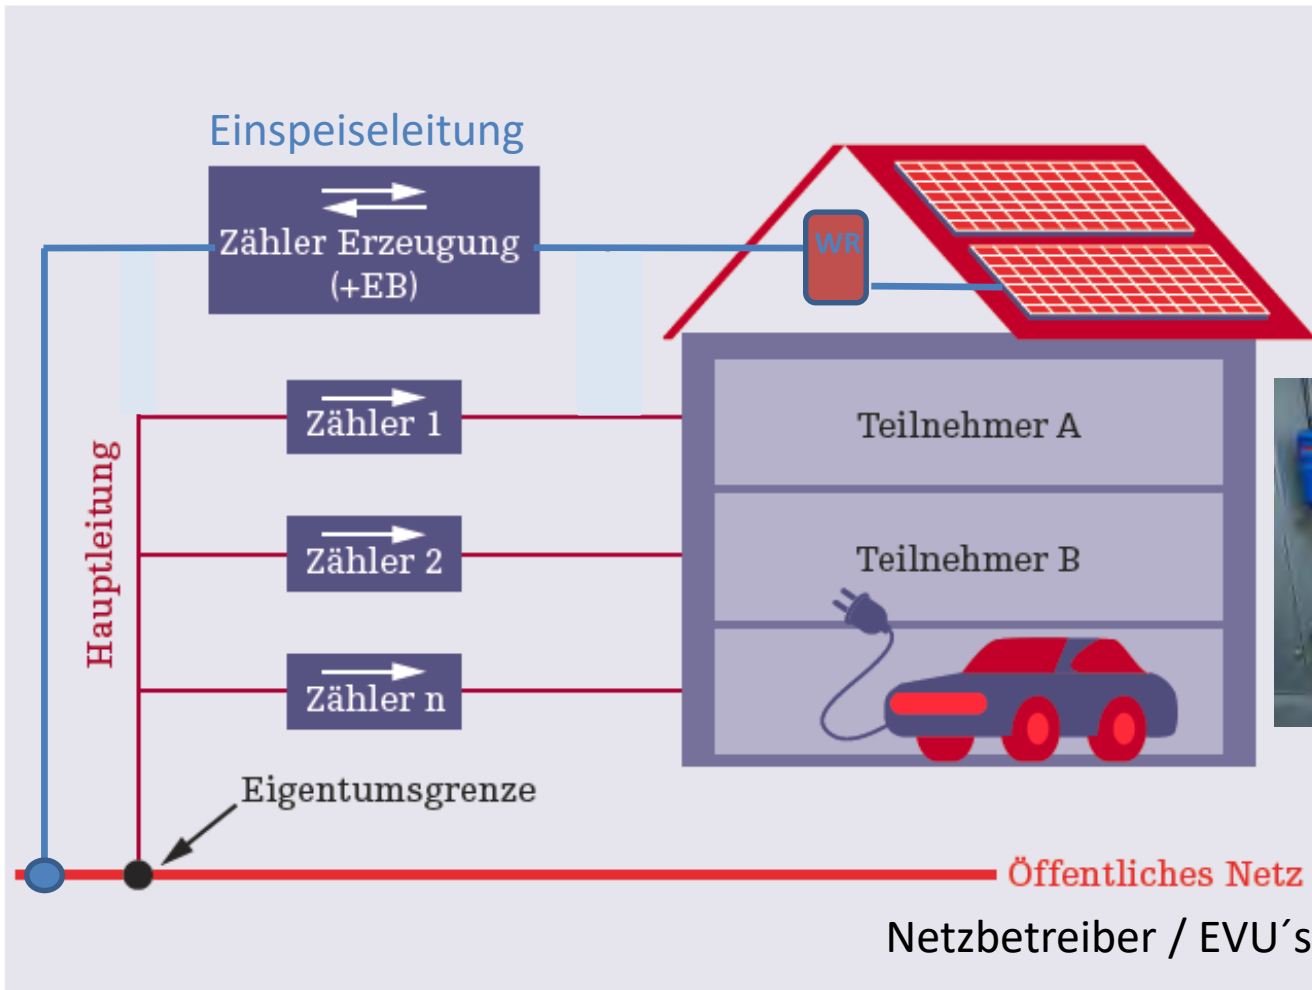 Einspeiseleitung
Zähler Erzeugung
(+EB)
WR
Zähler 1
Teilnehmer A
Hauptleitung
Zähler 2
Teilnehmer B
Zähler n
Eigentumsgrenze
Öffentliches Netz
Netzbetreiber / EVU´s